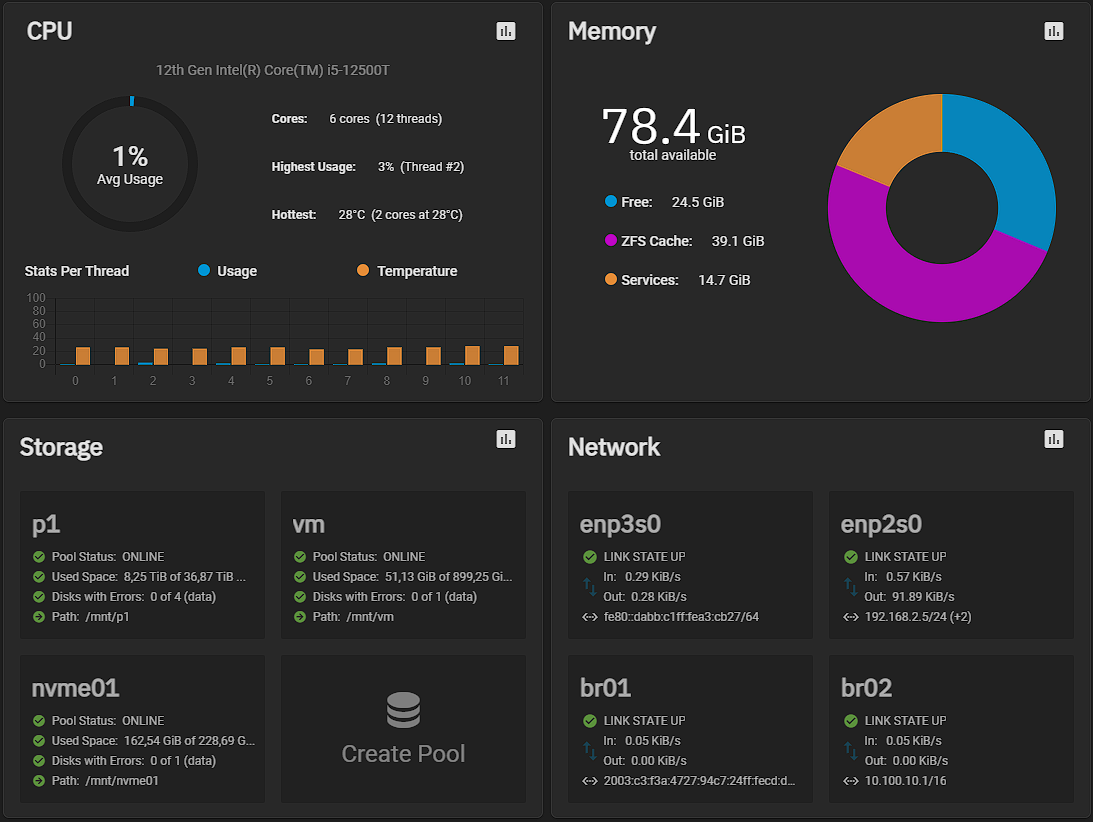 CPU
12th Gen Intel(R) Core(TM) i5-12500T
1%
Avg Usage
Cores: 6 cores (12 threads)
Highest Usage: 3% (Thread #2)
Hottest: 28°C (2 cores at 28°C)
Stats Per Thread Usage Temperature
100
80
60
40
20
0
0 1 2 3 4 5 6 7 8 9 10 11
Memory
78.4 GiB
total available
Free: 24.5 GiB
ZFS Cache: 39.1 GiB
Services: 14.7 GiB
Storage
p1
Pool Status: ONLINE
Used Space: 8,25 TiB of 36,87 TiB ...
Disks with Errors: 0 of 4 (data)
Path: /mnt/p1
vm
Pool Status: ONLINE
Used Space: 51,13 GiB of 899,25 Gi...
Disks with Errors: 0 of 1 (data)
Path: /mnt/vm
nvme01
Pool Status: ONLINE
Used Space: 162,54 GiB of 228,69 G...
Disks with Errors: 0 of 1 (data)
Path: /mnt/nvme01
Create Pool
Network
enp3s0
LINK STATE UP
In: 0.29 KiB/s
Out: 0.28 KiB/s
fe80::dabb:c1ff:fea3:cb27/64
enp2s0
LINK STATE UP
In: 0.57 KiB/s
Out: 91.89 KiB/s
192.168.2.5/24 (+2)
br01
LINK STATE UP
In: 0.05 KiB/s
Out: 0.00 KiB/s
2003:c3:f3a:4727:94c7:24ff:fecd:d...
br02
LINK STATE UP
In: 0.05 KiB/s
Out: 0.00 KiB/s
10.100.10.1/16